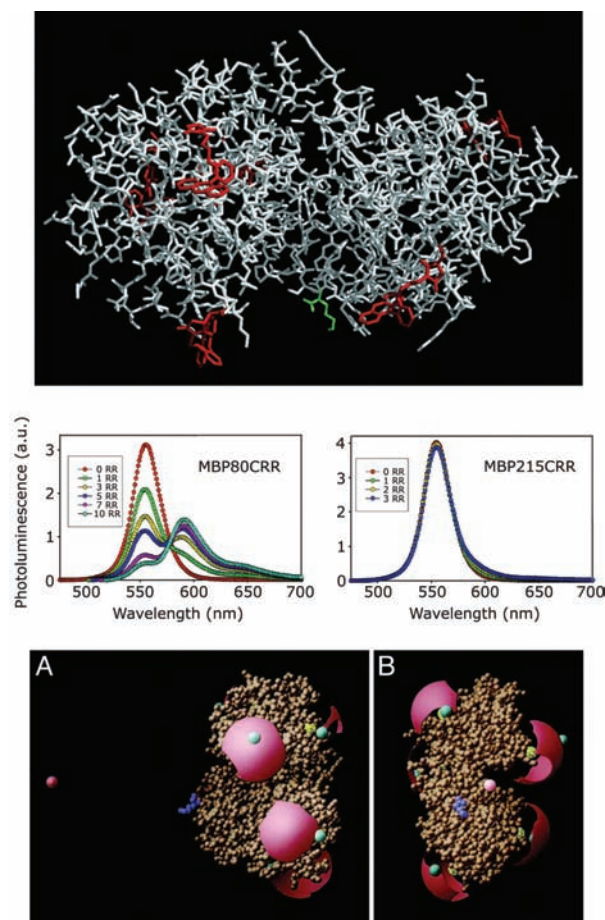 Photoluminescence (a.u.)
3
2
1
0
0 RR
1 RR
3 RR
5 RR
7 RR
10 RR
MBP80CRR
500
550
600
650
700
Wavelength (nm)
4
3
2
1
0
0 RR
1 RR
2 RR
3 RR
MBP215CRR
500
550
600
650
700
Wavelength (nm)
A
B